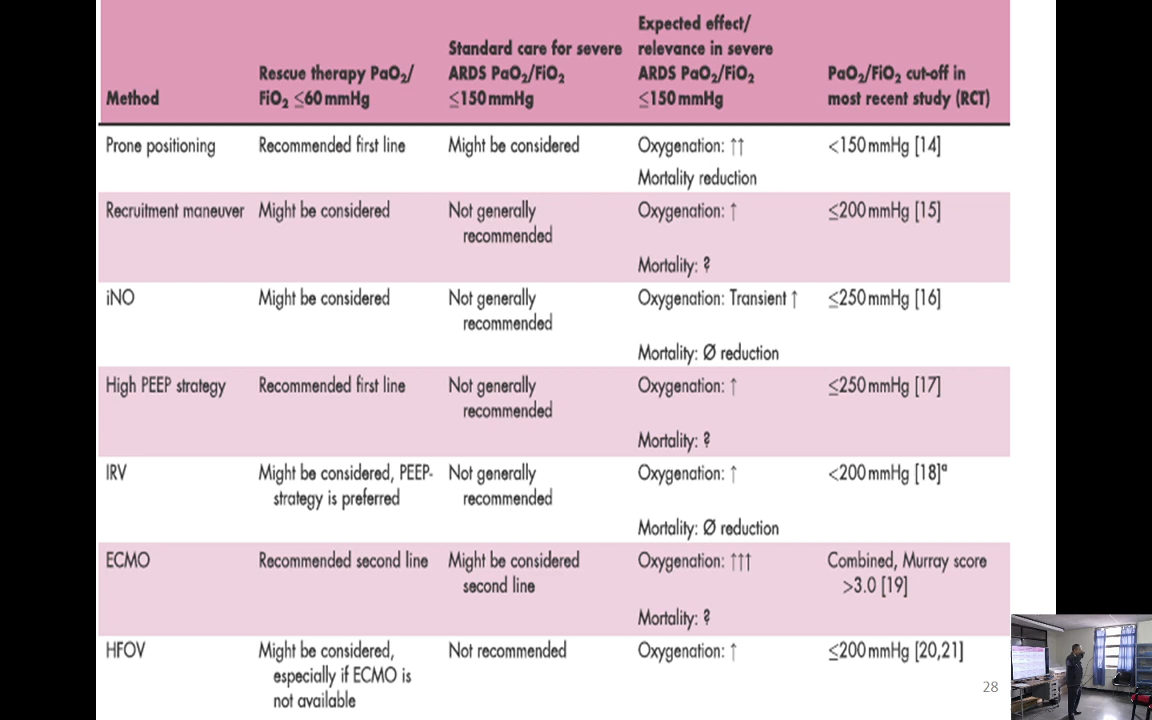 Method
Rescue therapy PaO₂/
FiO₂ ≤60 mmHg
Standard care for severe
ARDS PaO₂/FiO₂
≤150 mmHg
Expected effect/
relevance in severe
ARDS PaO₂/FiO₂
≤150 mmHg
PaO₂/FiO₂ cut-off in
most recent study (RCT)
Prone positioning
Recommended first line
Might be considered
Oxygenation: ↑↑
Mortality reduction
<150 mmHg [14]
Recruitment maneuver
Might be considered
Not generally
recommended
Oxygenation: ↑
Mortality: ?
≤200 mmHg [15]
iNO
Might be considered
Not generally
recommended
Oxygenation: Transient ↑
Mortality: Ø reduction
≤250 mmHg [16]
High PEEP strategy
Recommended first line
Not generally
recommended
Oxygenation: ↑
Mortality: ?
≤250 mmHg [17]
IRV
Might be considered, PEEP-
strategy is preferred
Not generally
recommended
Oxygenation: ↑
Mortality: Ø reduction
<200 mmHg [18]ª
ECMO
Recommended second line
Might be considered
second line
Oxygenation: ↑↑↑
Mortality: ?
Combined, Murray score
>3.0 [19]
HFOV
Might be considered,
especially if ECMO is
not available
Not recommended
Oxygenation: ↑
≤200 mmHg [20,21]
28